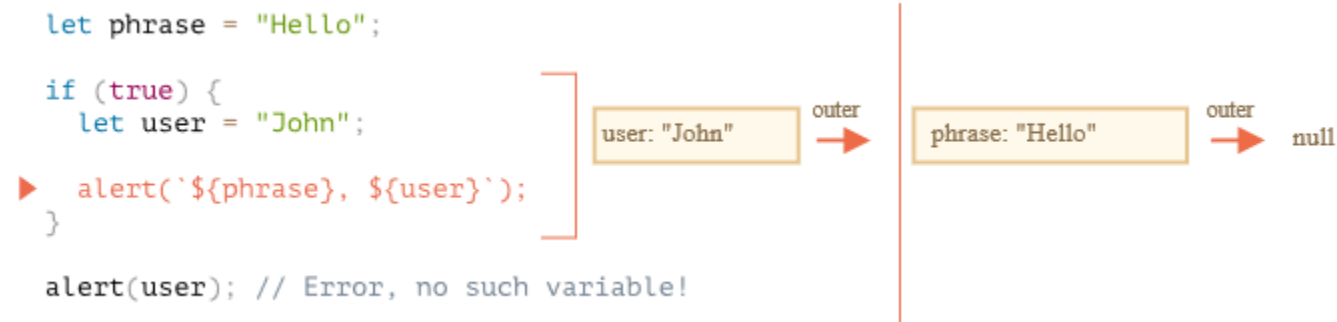 let phrase = "Hello";
if (true) {
let user = "John";
alert(`${phrase}, ${user}`);
}
alert(user); // Error, no such variable!
user: "John"
outer
phrase: "Hello"
outer
null